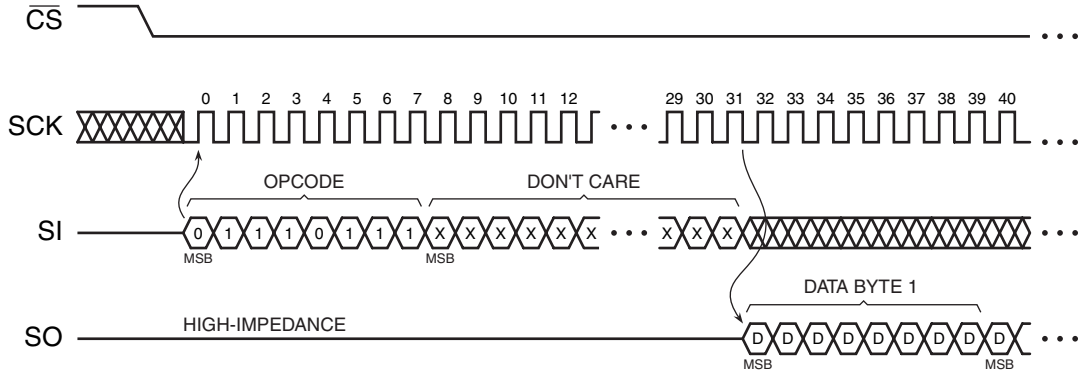 CS
0 1 2 3 4 5 6 7 8 9 10 11 12 29 30 31 32 33 34 35 36 37 38 39 40
SCK
OPCODE DON'T CARE
SI 0 1 1 1 0 1 1 1 X X X X X X X X X
MSB MSB
DATA BYTE 1
HIGH-IMPEDANCE
SO D D D D D D D D D
MSB MSB